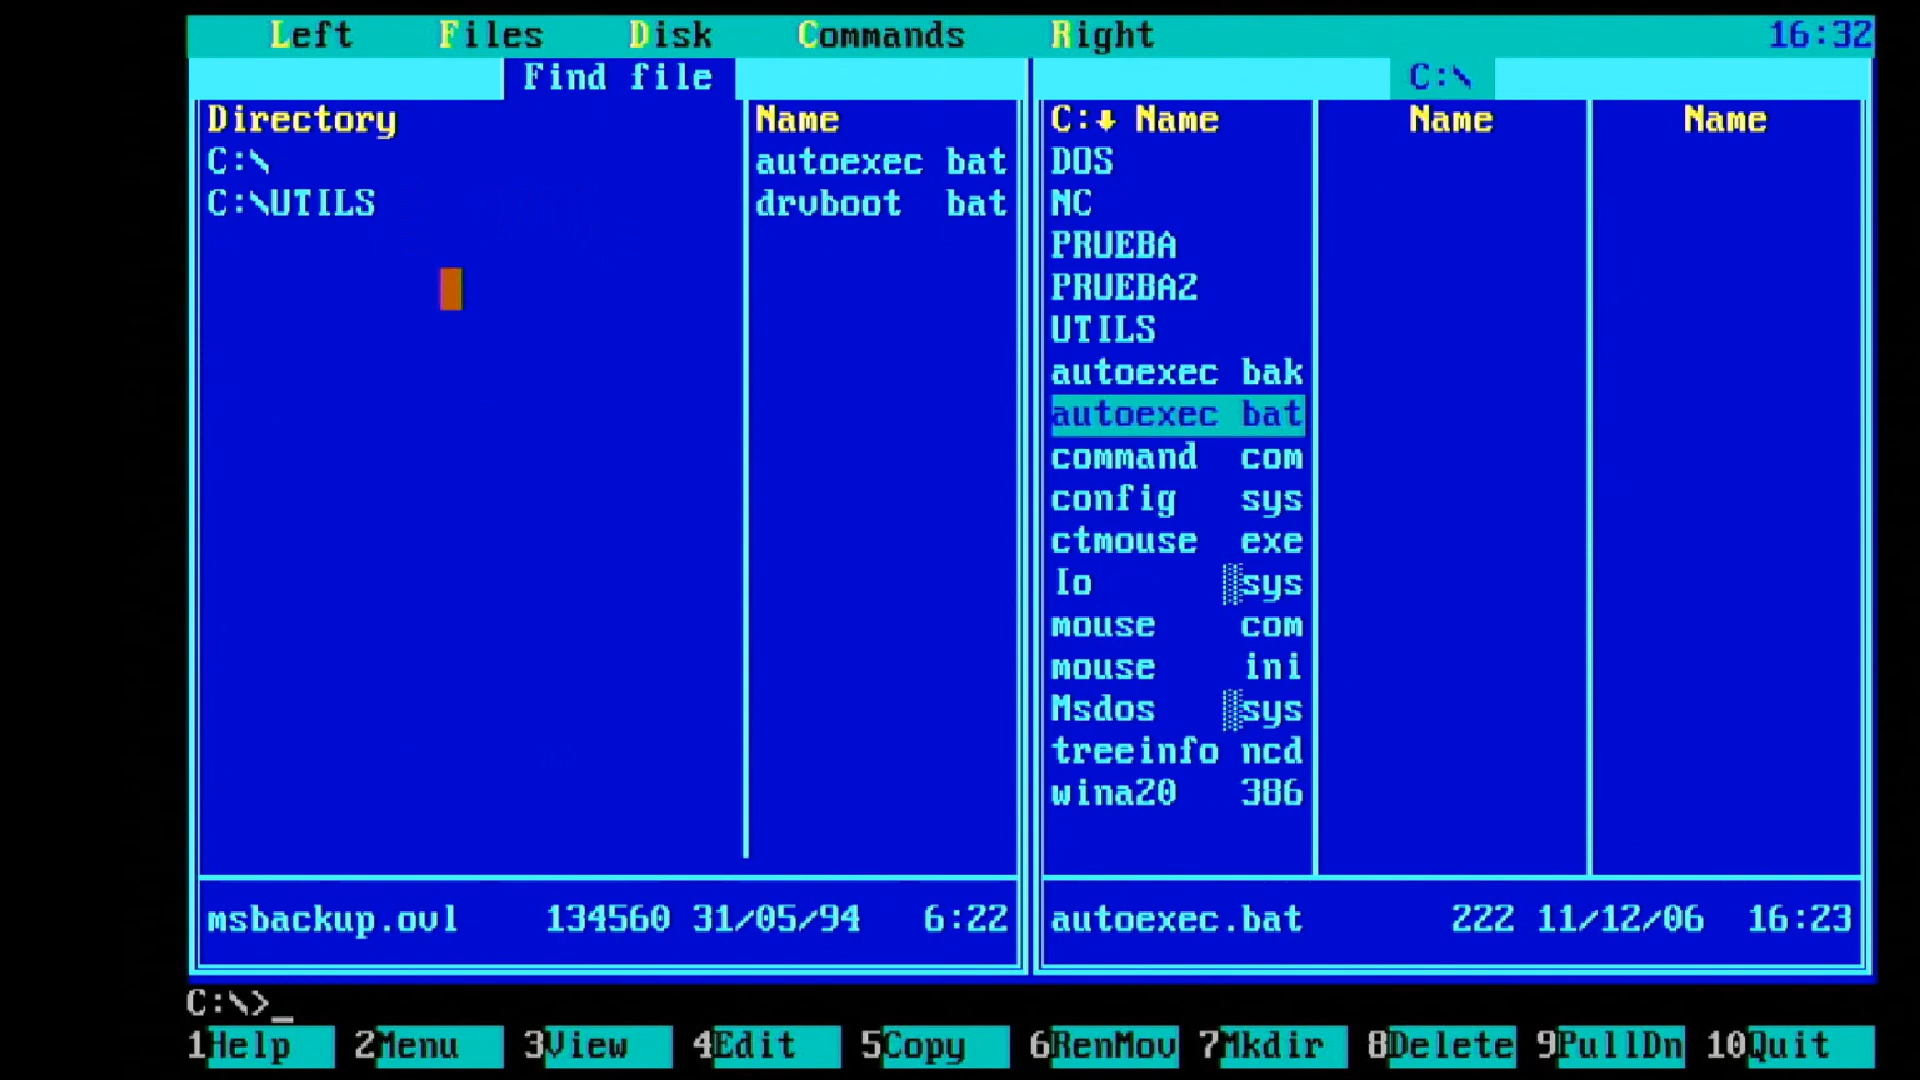 Left Files Disk Commands Right 16:32
Find file
Directory Name
C:\ autoexec bat
C:\UTILS drvboot bat
msbackup.ovl 134560 31/05/94 6:22
C:\
C:↓ Name Name Name
DOS
NC
PRUEBA
PRUEBA2
UTILS
autoexec bak
autoexec bat
command com
config sys
ctmouse exe
Io ▒sys
mouse com
mouse ini
Msdos ▒sys
treeinfo ncd
wina20 386
autoexec.bat 222 11/12/06 16:23
C:\>_
1Help 2Menu 3View 4Edit 5Copy 6RenMov 7Mkdir 8Delete 9PullDn 10Quit